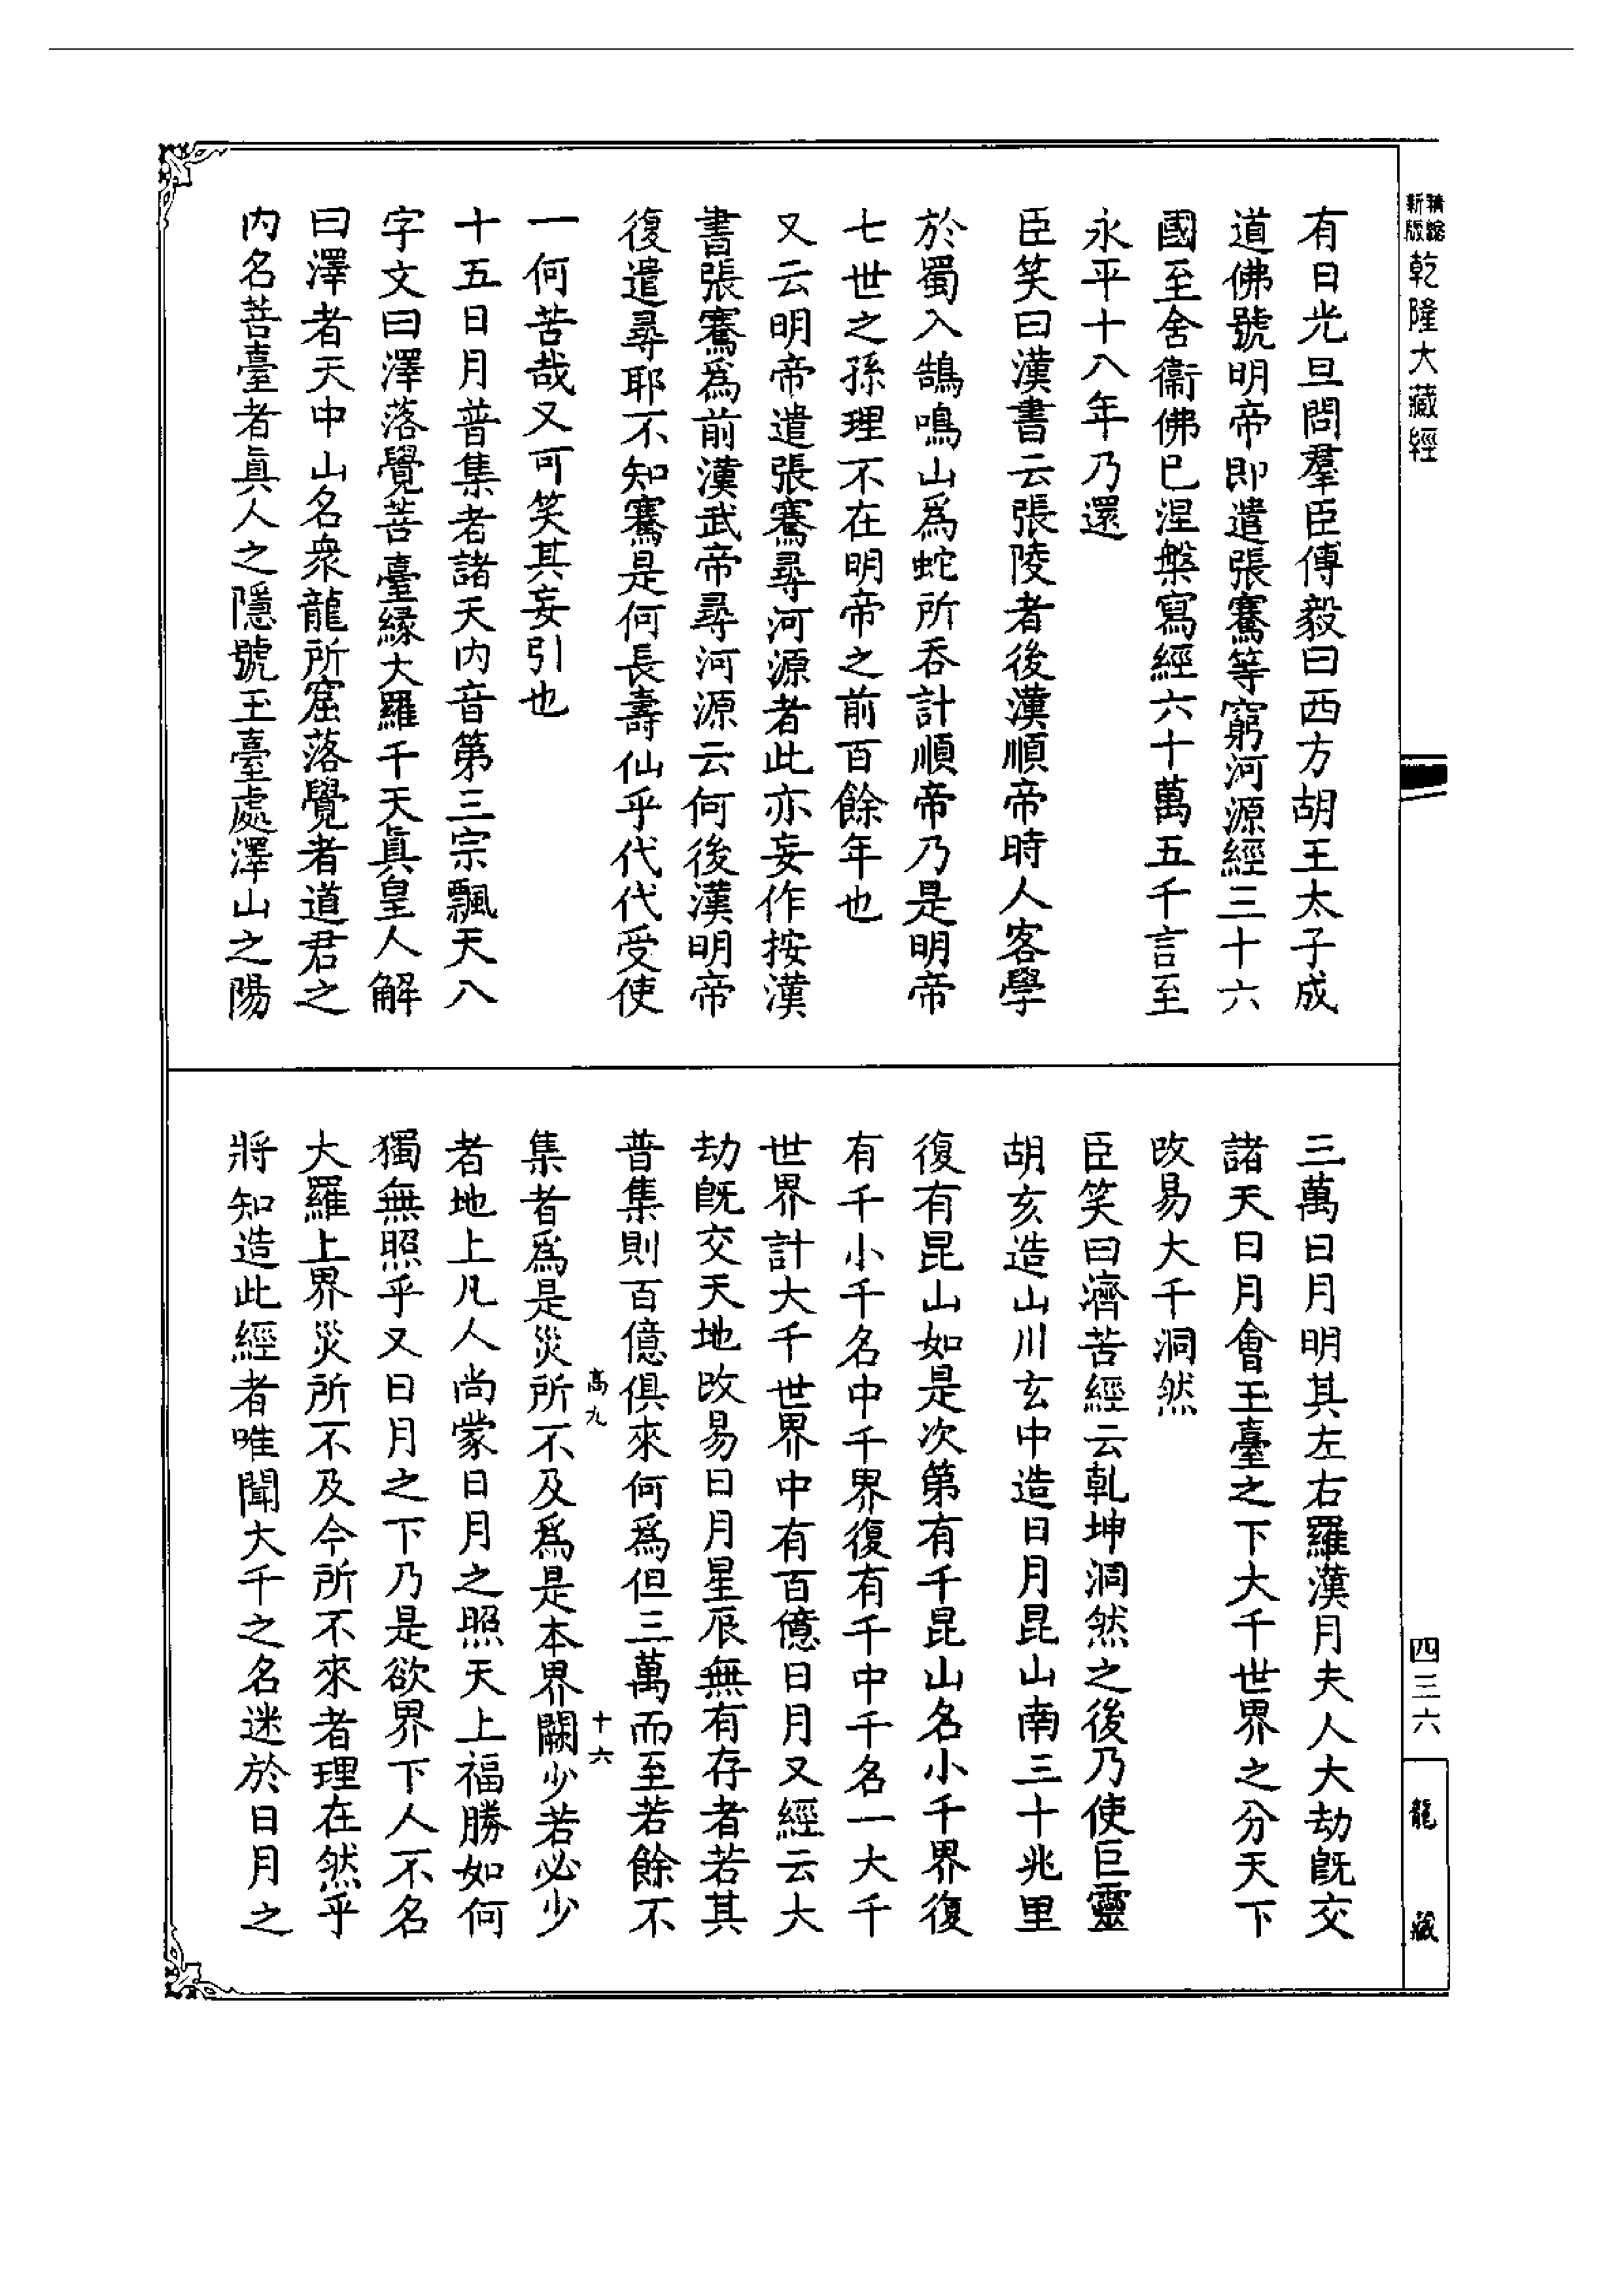 有日光旦問羣臣傅毅曰西方胡王太子成
道佛號明帝即遣張騫等窮河源經三十六
國至舍衞佛已涅槃寫經六十萬五千言至
永平十八年乃還
臣笑曰漢書云張陵者後漢順帝時人客學
於蜀入鵠鳴山爲蛇所吞計順帝乃是明帝
七世之孫理不在明帝之前百餘年也
又云明帝遣張騫尋河源者此亦妄作按漢
書張騫爲前漢武帝尋河源云何後漢明帝
復遣尋耶不知騫是何長壽仙乎代代受使
一何苦哉又可笑其妄引也
十五日月普集者諸天内音第三宗飄天八
字文曰澤落覺菩臺縁大羅千天眞皇人解
曰澤者天中山名衆龍所窟落覺者道君之
内名菩臺者眞人之隱號玉臺處澤山之陽
三萬日月明其左右羅漢月夫人大劫旣交
諸天日月會玉臺之下大千世界之分天下
改易大千洞然
臣笑曰濟苦經云乹坤洞然之後乃使巨靈
胡亥造山川玄中造日月昆山南三十兆里
復有昆山如是次第有千昆山名小千界復
有千小千名中千界復有千中千名一大千
世界計大千世界中有百億日月又經云大
劫旣交天地改易日月星辰無有存者若其
普集則百億俱來何爲但三萬而至若餘不
集者爲是災所不及爲是本界闕少若必少
者地上凡人尚蒙日月之照天上福勝如何
獨無照乎又日月之下乃是欲界下人不名
大羅上界災所不及今所不來者理在然乎
將知造此經者唯聞大千之名迷於日月之
高九
十六
新版
精縮
乾隆大藏經
四三六
龍藏